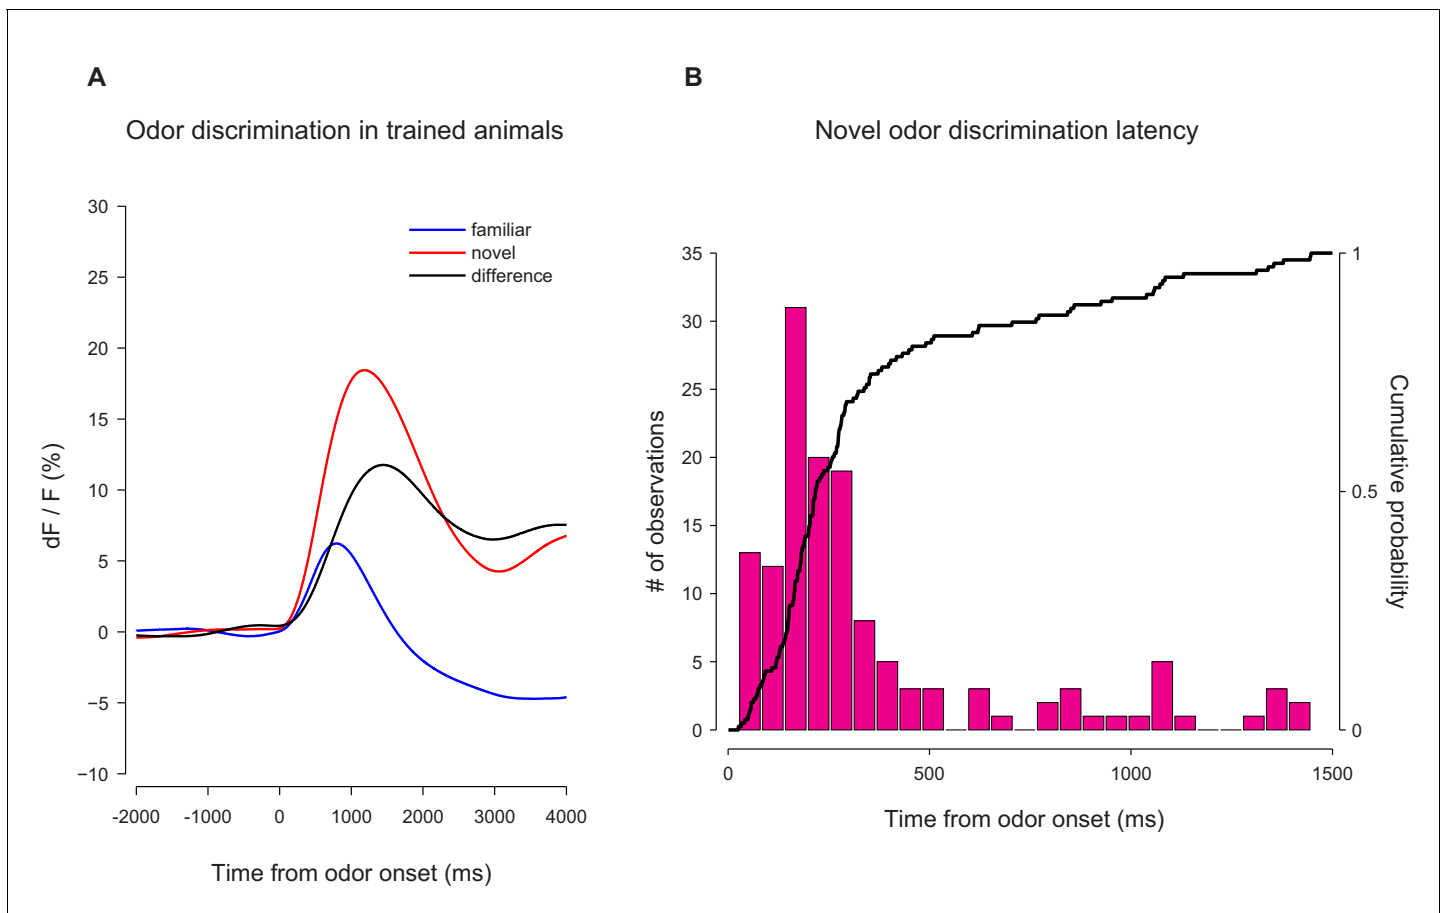 A
Odor discrimination in trained animals
30
25
20
15
10
5
0
−5
−10
dF / F (%)
familiar
novel
difference
-2000 -1000 0 1000 2000 3000 4000
Time from odor onset (ms)
B
Novel odor discrimination latency
35
30
25
20
15
10
5
0
# of observations
1
0.5
0
Cumulative probability
0 500 1000 1500
Time from odor onset (ms)